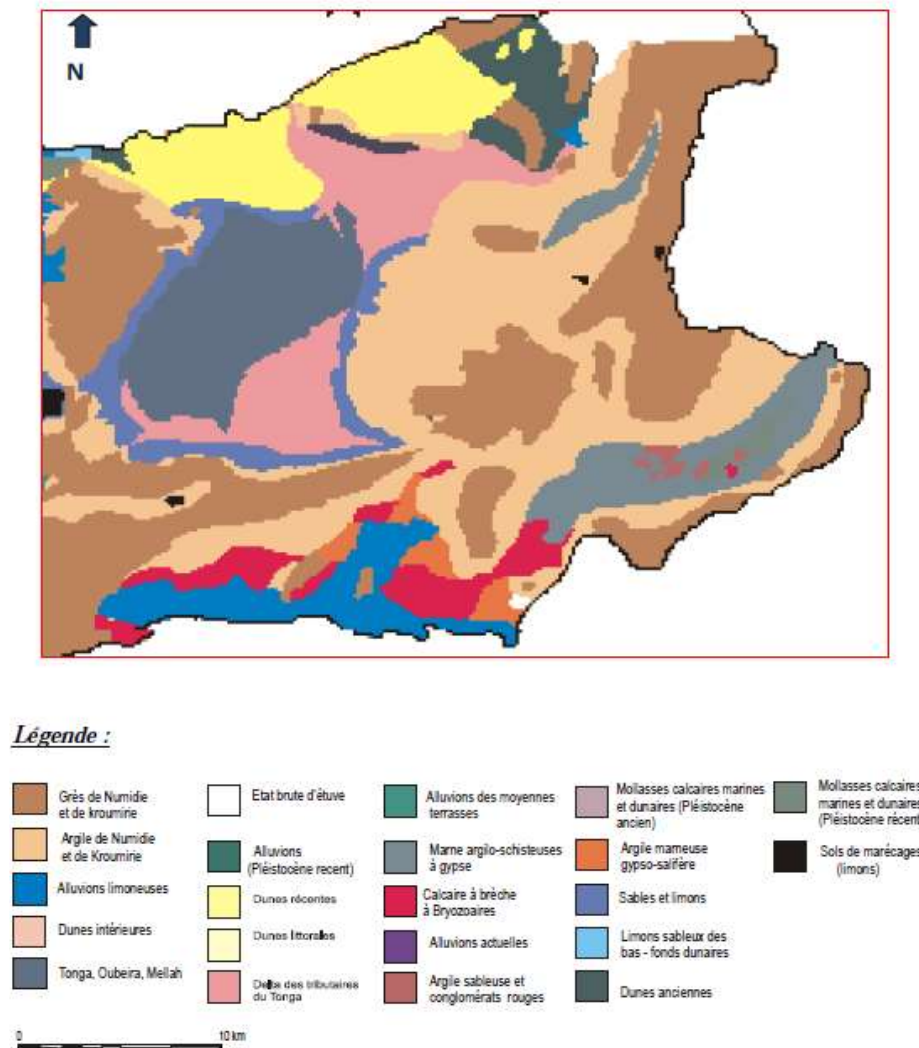 N
Légende :
Grès de Numidie
et de kroumirie
Argile de Numidie
et de Kroumirie
Alluvions limoneuses
Dunes intérieures
Tonga, Oubeira, Mellah
Etat brute d'étuve
Alluvions
(Pléistocène recent)
Dunes récentes
Dunes littorales
Delta des tributaires
du Tonga
Alluvions des moyennes
terrasses
Marne argilo-schisteuses
à gypse
Calcaire à brèche
à Bryozoaires
Alluvions actuelles
Argile sableuse et
conglomérats rouges
Mollasses calcaires marines
et dunaires (Pléistocène
ancien)
Argile marneuse
gypso-salifère
Sables et limons
Limons sableux des
bas - fonds dunaires
Dunes anciennes
Mollasses calcaires
marines et dunaires
(Pléistocène récent
Sols de marécages
(limons)
0 10 km